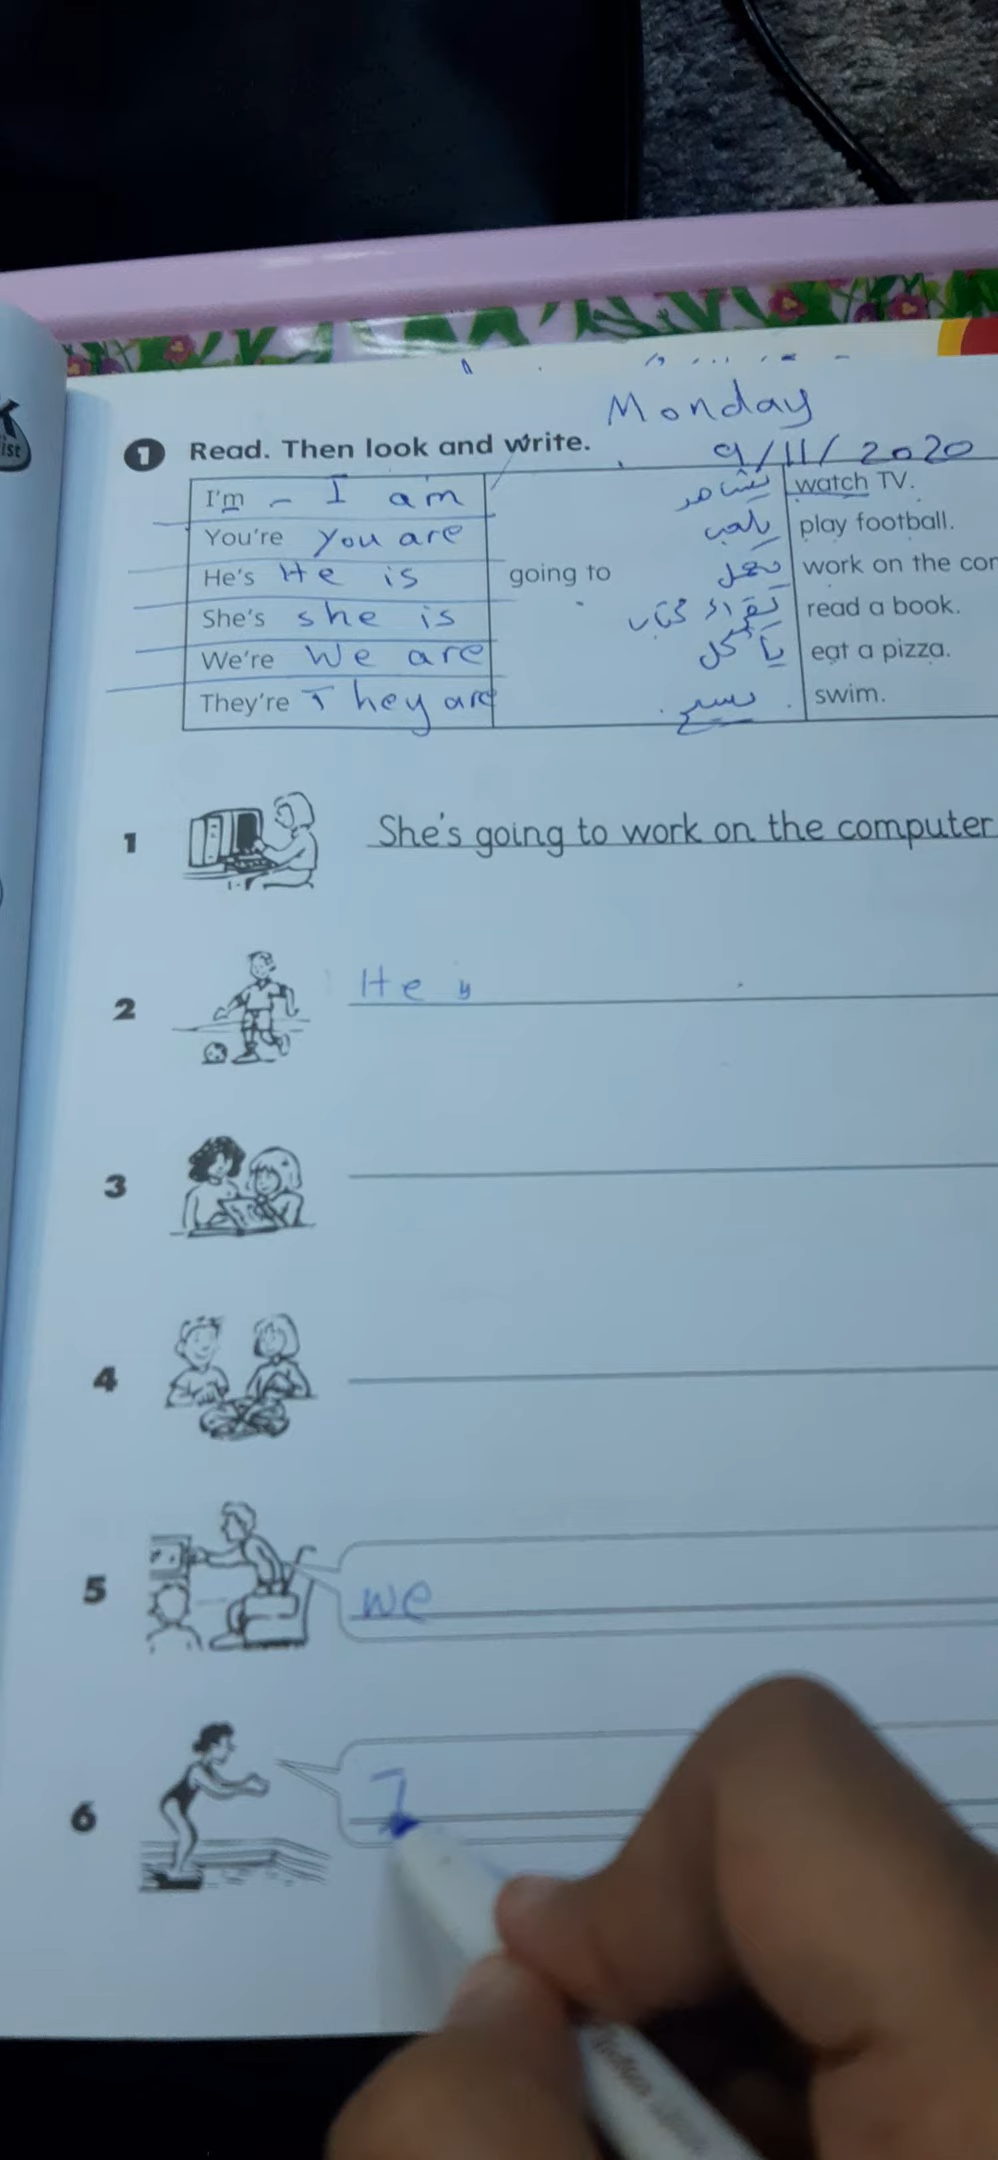 ist
Monday
1 Read. Then look and write.
9/11/2020
I'm - I am
You're You are
He's He is
She's she is
We're We are
They're They are
going to
يشاهد watch TV.
يلعب play football.
يعمل work on the com
يقراء كتاب read a book.
يأكل eat a pizza.
يسبح swim.
1 She's going to work on the computer
2 He
3
4
5 we
6 I